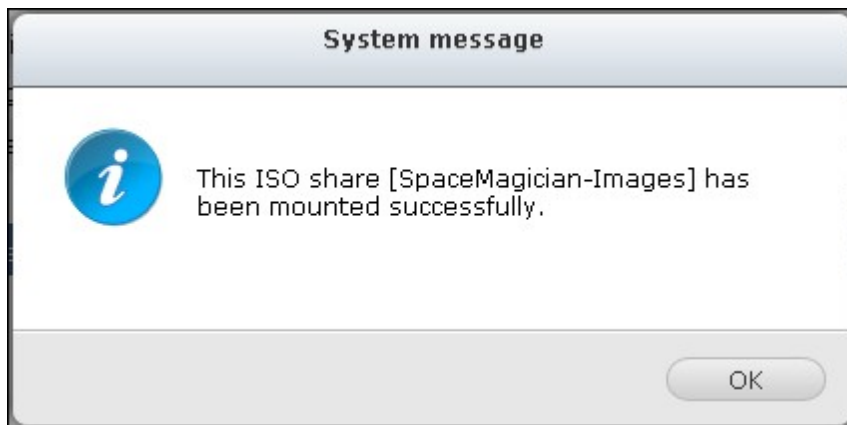 System message
This ISO share [SpaceMagician-Images] has
been mounted successfully.
OK